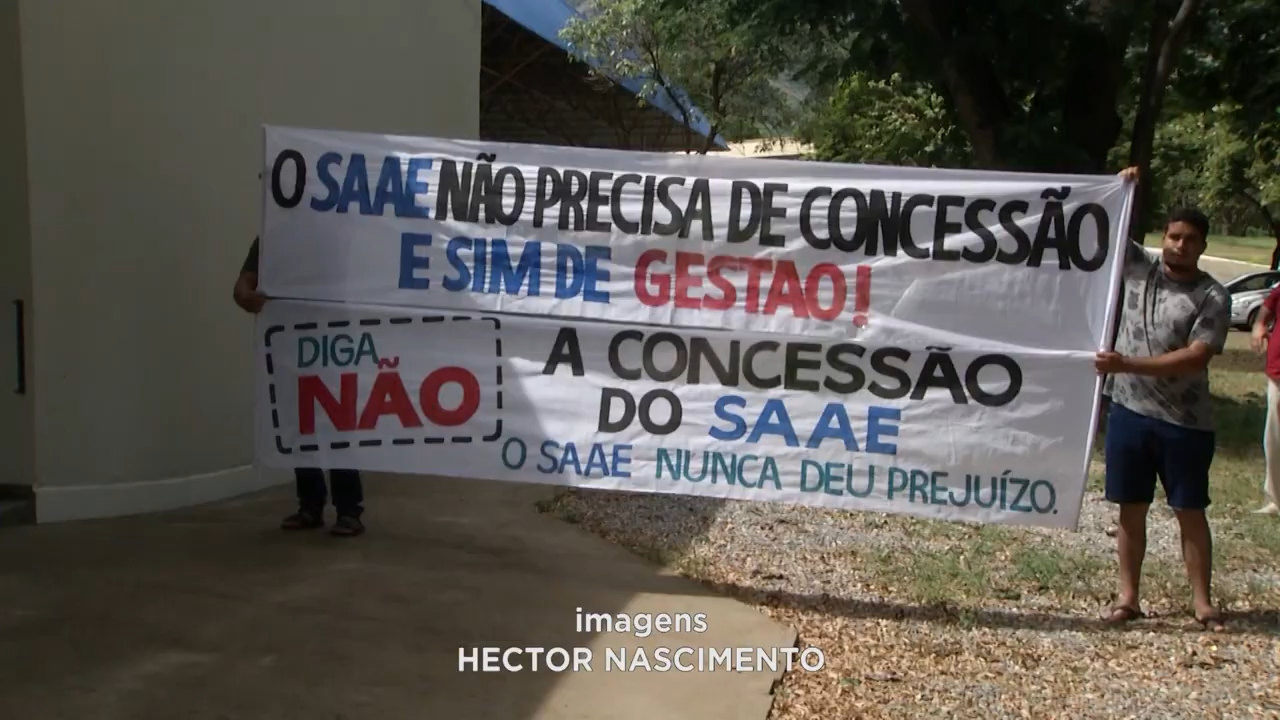 O SAAE NÃO PRECISA DE CONCESSÃO
E SIM DE GESTAO!
DIGA
NÃO
A CONCESSÃO
DO SAAE
O SAAE NUNCA DEU PREJUÍZO.
imagens
HECTOR NASCIMENTO